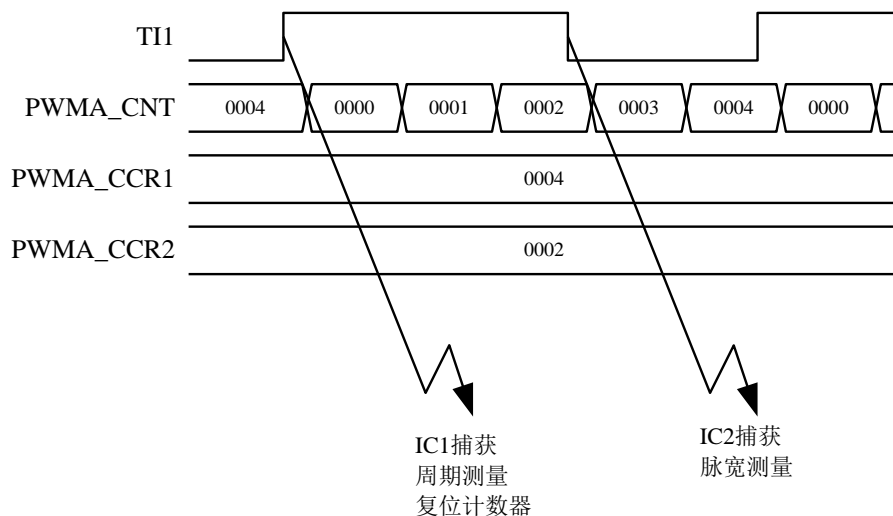 TI1
PWMA_CNT 0004 0000 0001 0002 0003 0004 0000
PWMA_CCR1 0004
PWMA_CCR2 0002
IC1捕获
周期测量
复位计数器
IC2捕获
脉宽测量